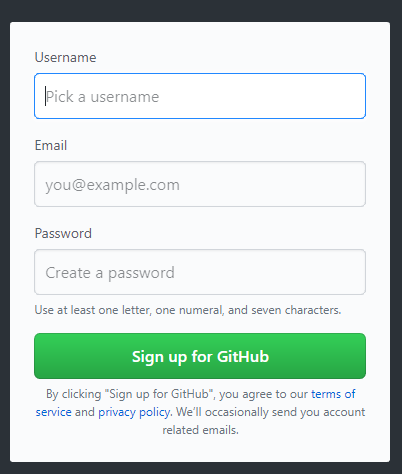 Username
Pick a username
Email
you@example.com
Password
Create a password
Use at least one letter, one numeral, and seven characters.
Sign up for GitHub
By clicking "Sign up for GitHub", you agree to our terms of
service and privacy policy. We'll occasionally send you account
related emails.